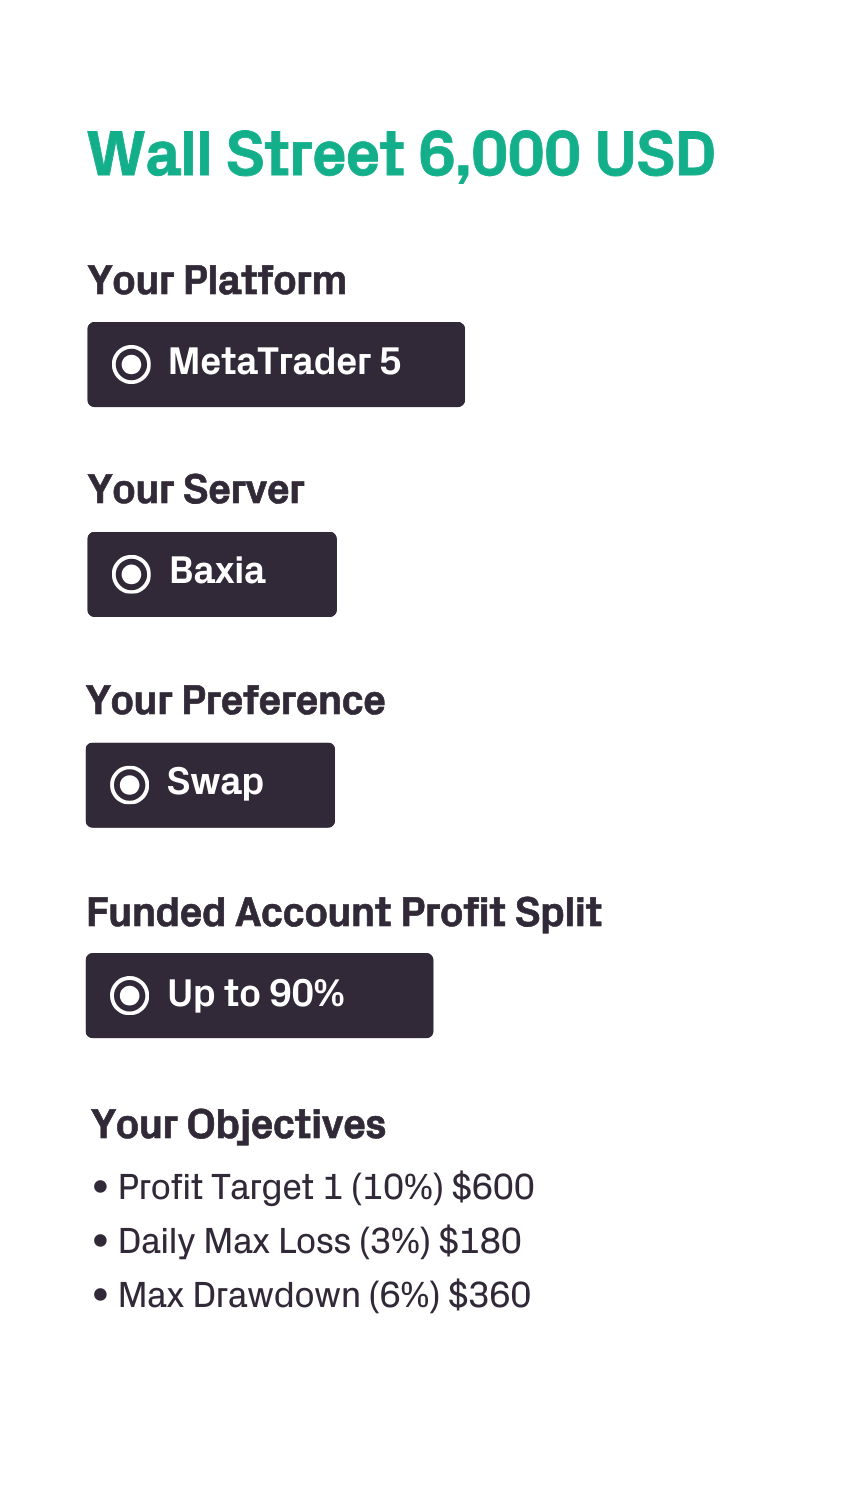 Wall Street 6,000 USD
Your Platform
MetaTrader 5
Your Server
Baxia
Your Preference
Swap
Funded Account Profit Split
Up to 90%
Your Objectives
• Profit Target 1 (10%) $600
• Daily Max Loss (3%) $180
• Max Drawdown (6%) $360